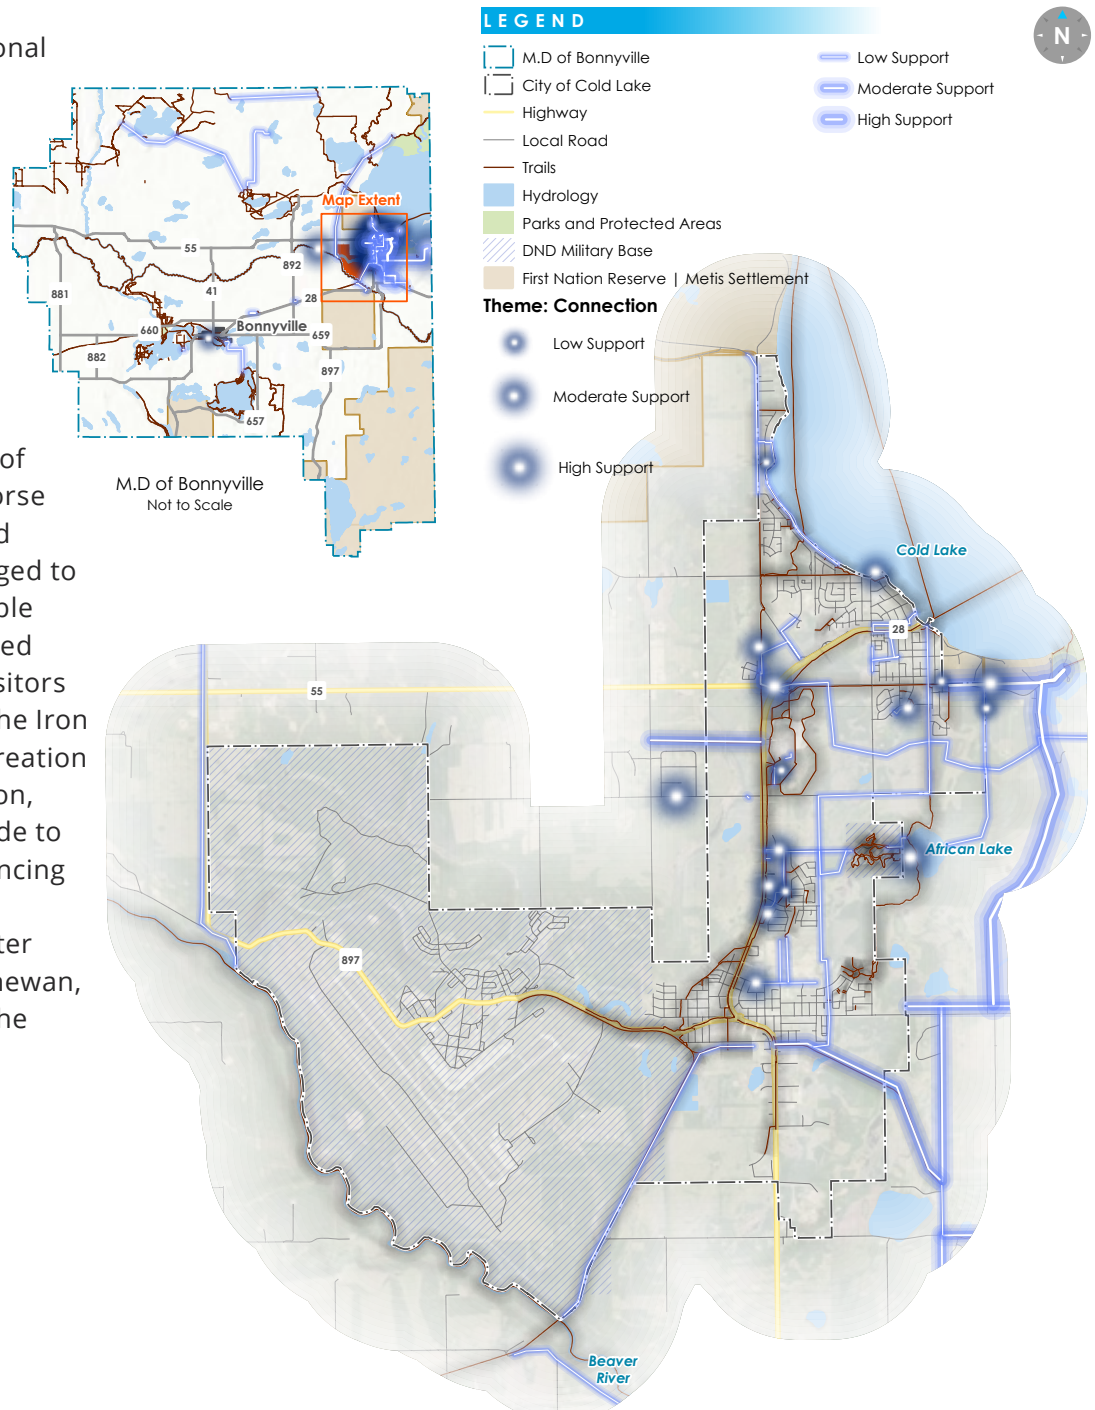 onal
of
orse
d
ged to
ble
ed
sitors
he Iron
reation
on,
de to
ncing
ter
hewan,
he
LEGEND
M.D of Bonnyville
City of Cold Lake
Highway
Local Road
Trails
Hydrology
Parks and Protected Areas
DND Military Base
First Nation Reserve | Metis Settlement
Low Support
Moderate Support
High Support
N
Theme: Connection
Low Support
Moderate Support
High Support
Map Extent
55
892
881
41
28
660
Bonnyville
659
882
897
657
M.D of Bonnyville
Not to Scale
Cold Lake
28
55
African Lake
897
Beaver
River